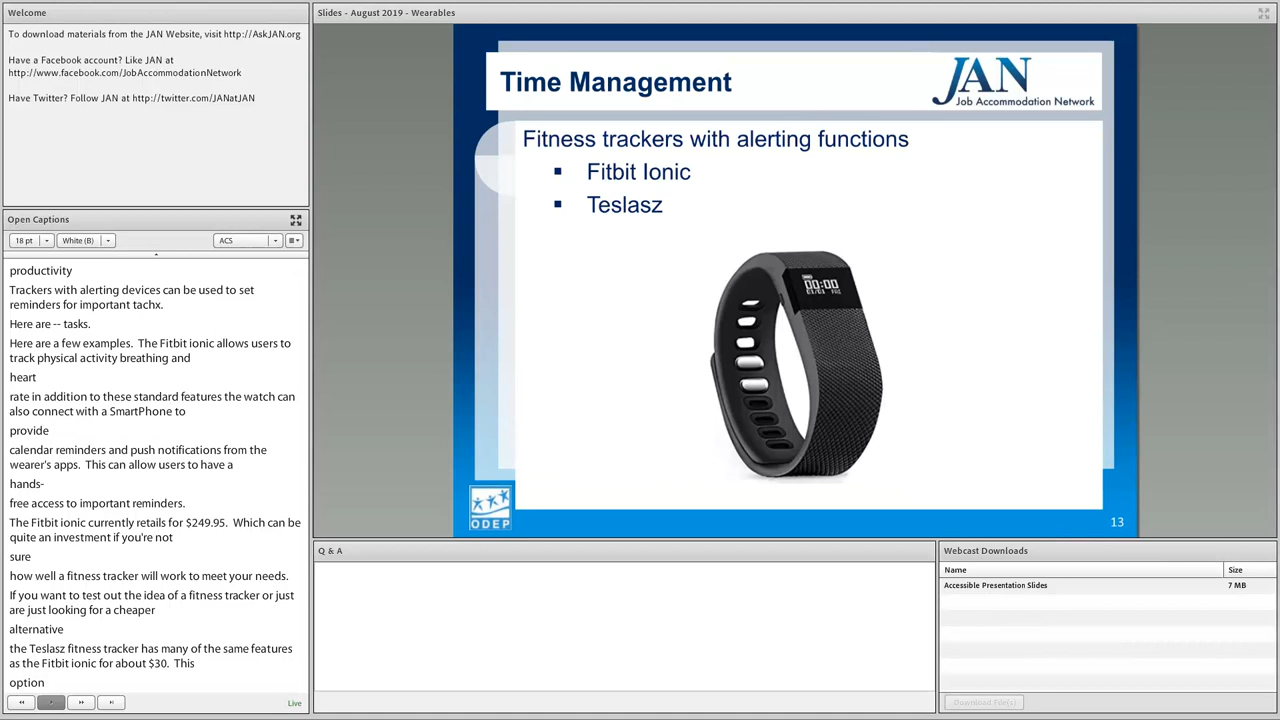 Welcome
To download materials from the JAN Website, visit http://AskJAN.org
Have a Facebook account? Like JAN at
http://www.facebook.com/JobAccommodationNetwork
Have Twitter? Follow JAN at http://twitter.com/JANatJAN
Open Captions
18 pt
White (B)
ACS
productivity
Trackers with alerting devices can be used to set
reminders for important tachx.
Here are -- tasks.
Here are a few examples. The Fitbit ionic allows users to
track physical activity breathing and
heart
rate in addition to these standard features the watch can
also connect with a SmartPhone to
provide
calendar reminders and push notifications from the
wearer's apps. This can allow users to have a
hands-
free access to important reminders.
The Fitbit ionic currently retails for $249.95. Which can be
quite an investment if you're not
sure
how well a fitness tracker will work to meet your needs.
If you want to test out the idea of a fitness tracker or just
are just looking for a cheaper
alternative
the Teslasz fitness tracker has many of the same features
as the Fitbit ionic for about $30. This
option
Live
Slides - August 2019 - Wearables
Time Management
JAN
Job Accommodation Network
Fitness trackers with alerting functions
▪ Fitbit Ionic
▪ Teslasz
00:00
01/01 FRI
ODEP
13
Q & A
Webcast Downloads
Name Size
Accessible Presentation Slides 7 MB
Download File(s)